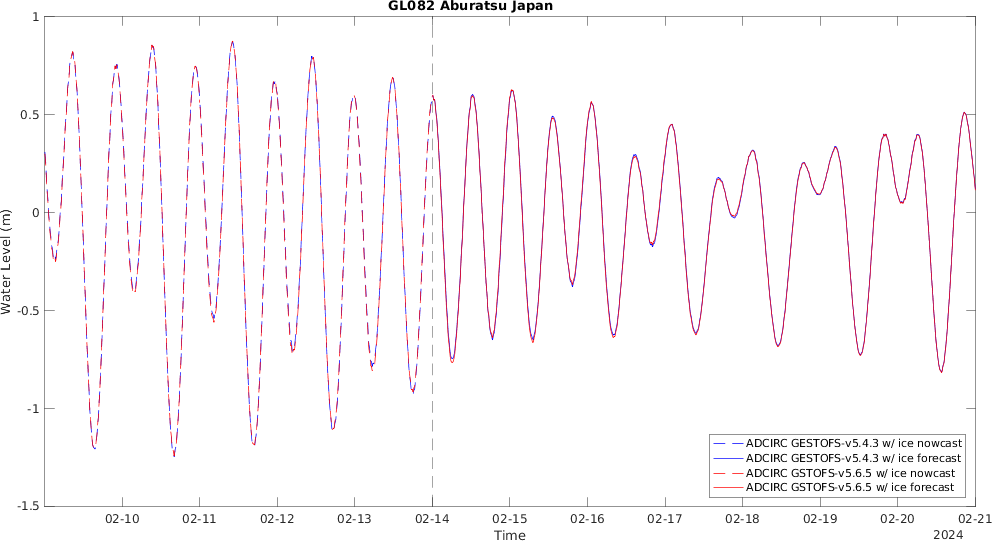 GL082 Aburatsu Japan
1
0.5
0
-0.5
-1
-1.5
Water Level (m)
02-10 02-11 02-12 02-13 02-14 02-15 02-16 02-17 02-18 02-19 02-20 02-21
Time
2024
ADCIRC GESTOFS-v5.4.3 w/ ice nowcast
ADCIRC GESTOFS-v5.4.3 w/ ice forecast
ADCIRC GSTOFS-v5.6.5 w/ ice nowcast
ADCIRC GSTOFS-v5.6.5 w/ ice forecast